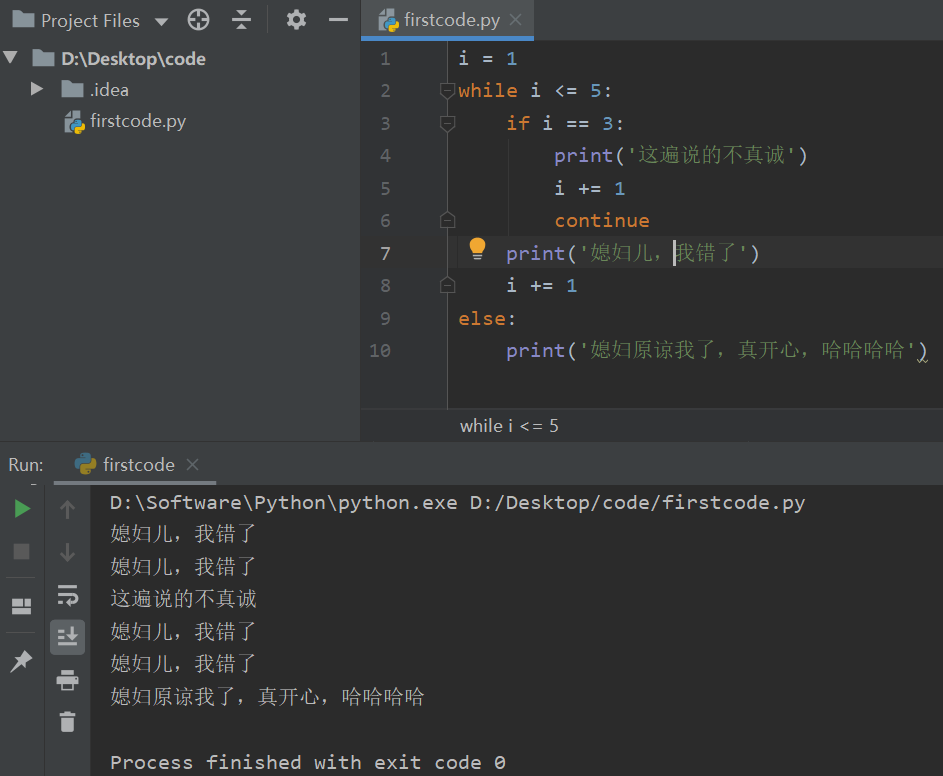 Project Files
firstcode.py
D:\Desktop\code
.idea
firstcode.py
1 i = 1
2 while i <= 5:
3 if i == 3:
4 print('这遍说的不真诚')
5 i += 1
6 continue
7 print('媳妇儿，我错了')
8 i += 1
9 else:
10 print('媳妇原谅我了，真开心，哈哈哈哈')
while i <= 5
Run: firstcode
D:\Software\Python\python.exe D:/Desktop/code/firstcode.py
媳妇儿，我错了
媳妇儿，我错了
这遍说的不真诚
媳妇儿，我错了
媳妇儿，我错了
媳妇原谅我了，真开心，哈哈哈哈
Process finished with exit code 0